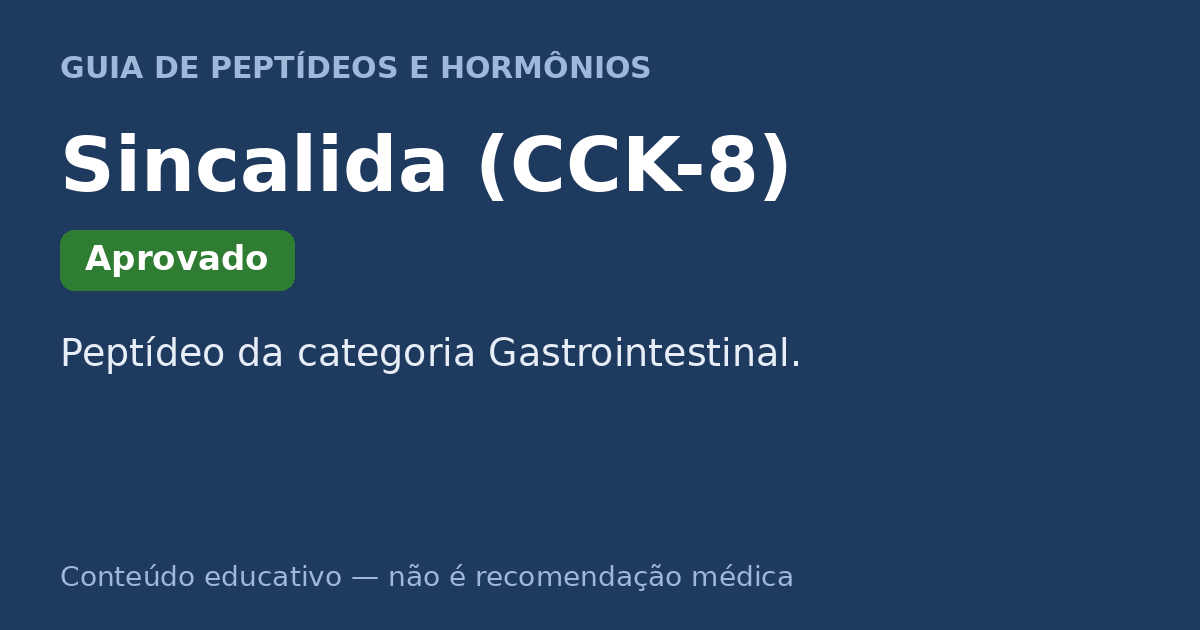 GUIA DE PEPTÍDEOS E HORMÔNIOS
Sincalida (CCK-8)
Aprovado
Peptídeo da categoria Gastrointestinal.
Conteúdo educativo — não é recomendação médica